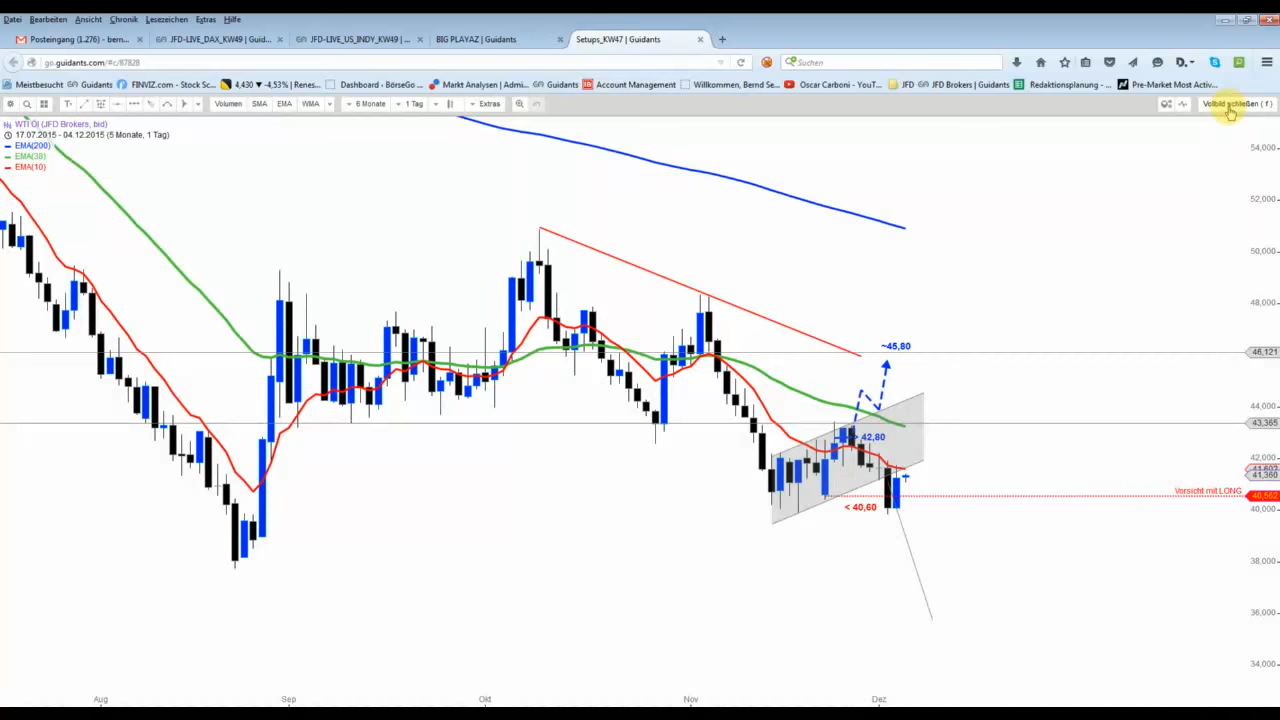 Datei Bearbeiten Ansicht Chronik Lesezeichen Extras Hilfe
Posteingang (1.276) - bern... × JFD-LIVE_DAX_KW49 | Guid... × JFD-LIVE_US_INDY_KW49 | ... × BIG PLAYAZ | Guidants × Setups_KW47 | Guidants × +
go.guidants.com/#c/87828 Suchen
Meistbesucht Guidants FINVIZ.com - Stock Sc... 4,430 ▼ -4,53% | Renes... Dashboard - BörseGo ... Markt Analysen | Admi... Guidants Account Management Willkommen, Bernd Se... Oscar Carboni - YouT... JFD JFD Brokers | Guidants Redaktionsplanung - ... Pre-Market Most Activ...
Volumen SMA EMA WMA 6 Monate 1 Tag Extras Vollbild schließen ( f )
WTI Öl (JFD Brokers, bid)
17.07.2015 - 04.12.2015 (5 Monate, 1 Tag)
EMA(200)
EMA(38)
EMA(10)
54,000
52,000
50,000
48,000
~45,80
46,121
44,000
43,365
> 42,80
42,000
41,360
Vorsicht mit LONG
40,562
< 40,60
40,000
38,000
36,000
34,000
Aug Sep Okt Nov Dez